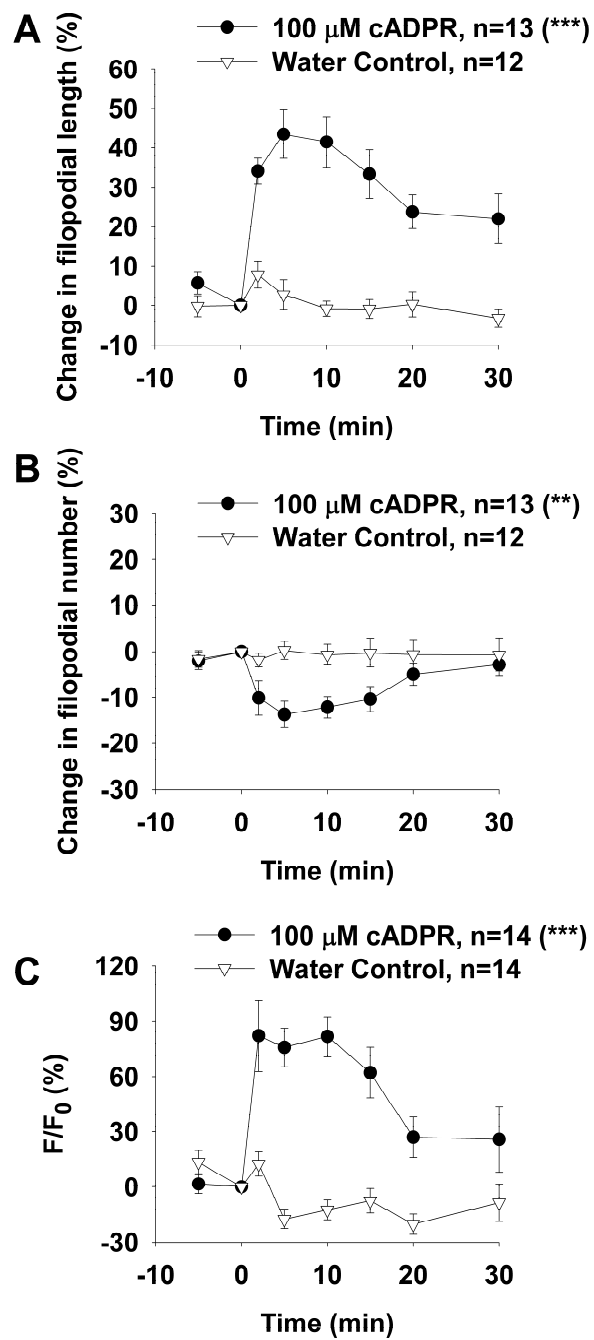 A
100 μM cADPR, n=13 (***)
Water Control, n=12
Change in filopodial length (%)
60
50
40
30
20
10
0
-10
-10 0 10 20 30
Time (min)
B
100 μM cADPR, n=13 (**)
Water Control, n=12
Change in filopodial number (%)
30
20
10
0
-10
-20
-30
-10 0 10 20 30
Time (min)
C
100 μM cADPR, n=14 (***)
Water Control, n=14
F/F0 (%)
120
90
60
30
0
-30
-10 0 10 20 30
Time (min)